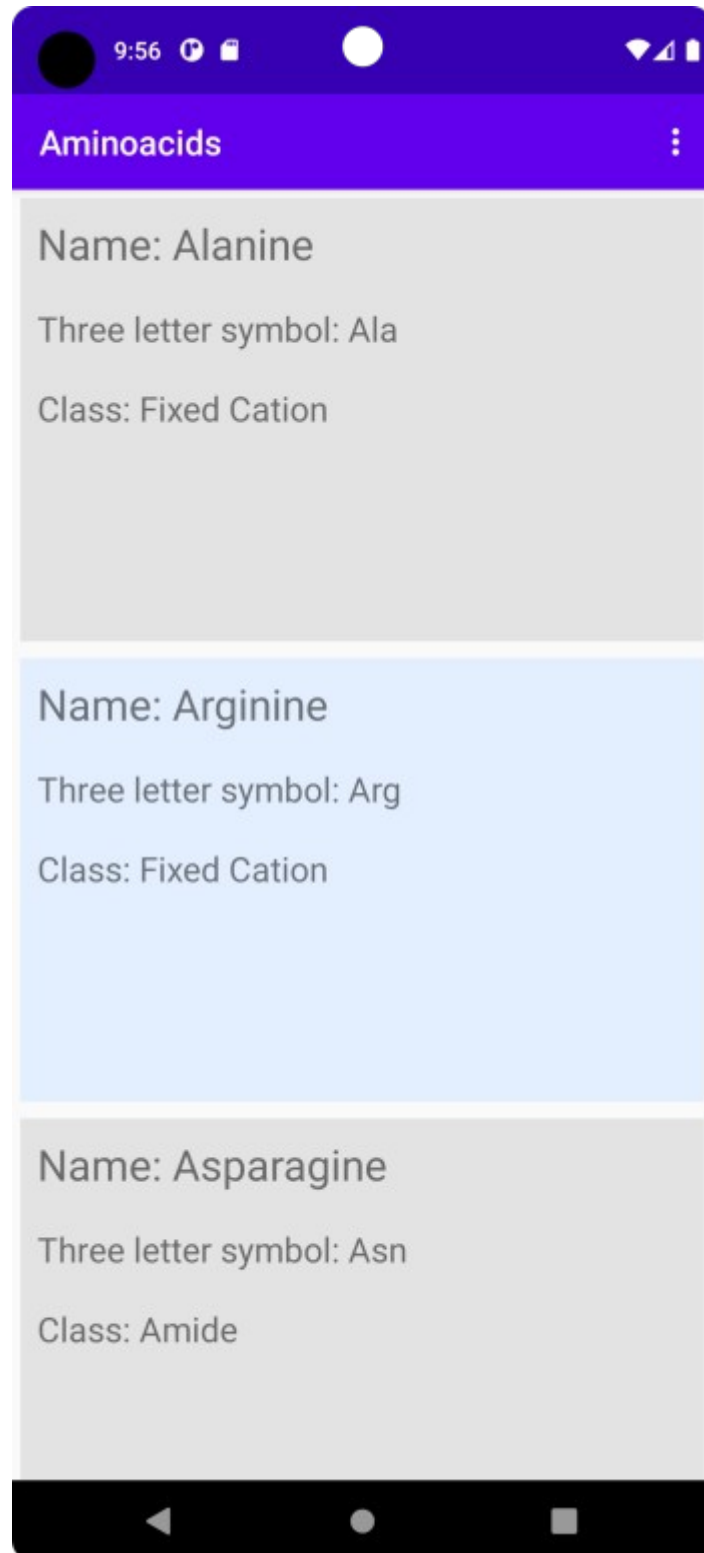 9:56
Aminoacids
Name: Alanine
Three letter symbol: Ala
Class: Fixed Cation
Name: Arginine
Three letter symbol: Arg
Class: Fixed Cation
Name: Asparagine
Three letter symbol: Asn
Class: Amide